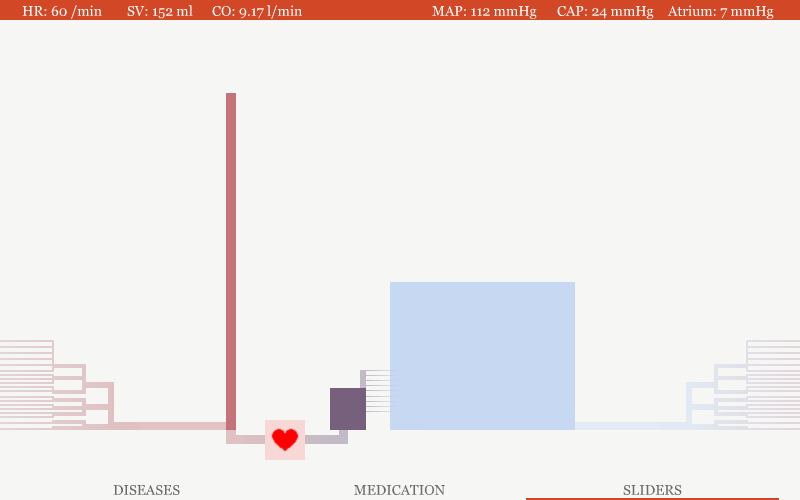 HR: 60 /min SV: 152 ml CO: 9.17 l/min MAP: 112 mmHg CAP: 24 mmHg Atrium: 7 mmHg
DISEASES MEDICATION SLIDERS